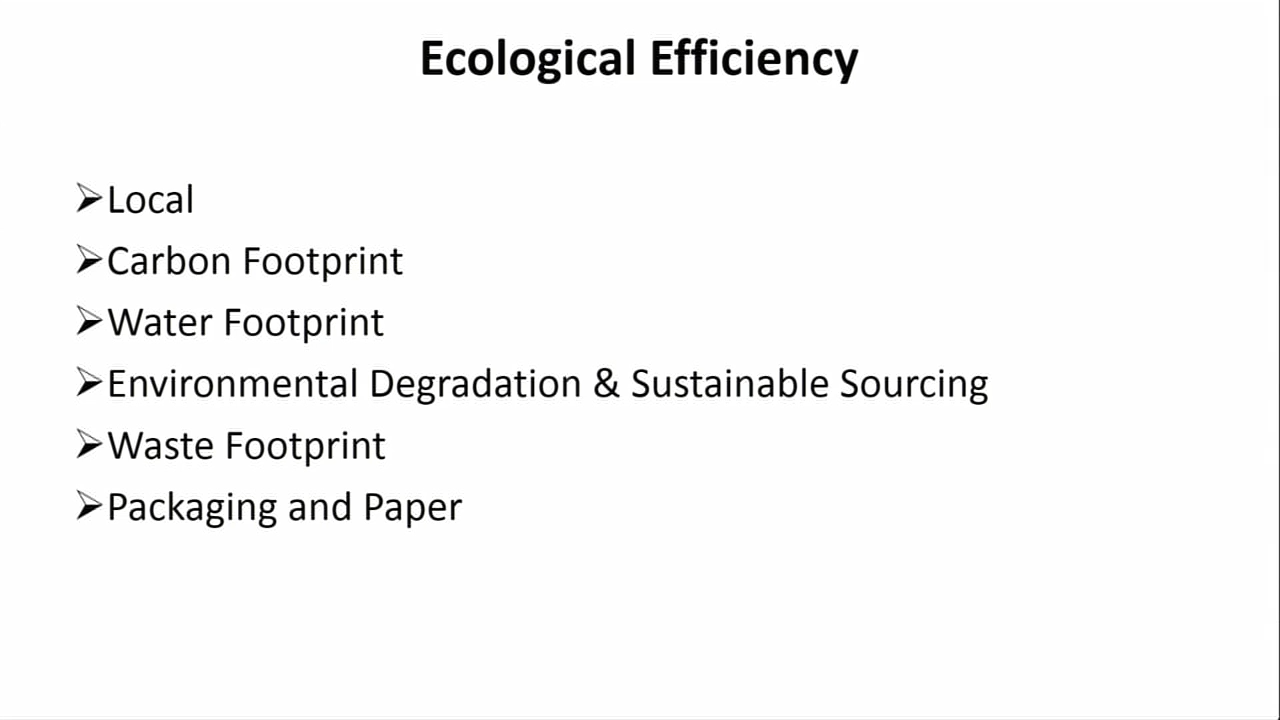 Ecological Efficiency
➢Local
➢Carbon Footprint
➢Water Footprint
➢Environmental Degradation & Sustainable Sourcing
➢Waste Footprint
➢Packaging and Paper